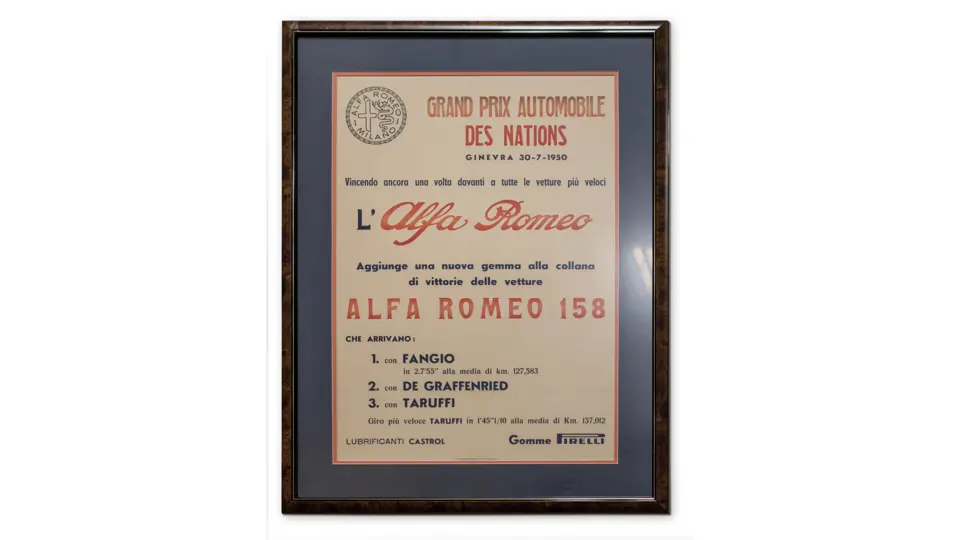 ALFA ROMEO
MILANO
GRAND PRIX AUTOMOBILE
DES NATIONS
GINEVRA 30-7-1950
Vincendo ancora una volta davanti a tutte le vetture più veloci
L'Alfa Romeo
Aggiunge una nuova gemma alla collana
di vittorie delle vetture
ALFA ROMEO 158
CHE ARRIVANO:
1. con FANGIO
in 2.7'55" alla media di km. 127,583
2. con DE GRAFFENRIED
3. con TARUFFI
Giro più veloce TARUFFI in 1'45"1/10 alla media di Km. 137,012
LUBRIFICANTI CASTROL
Gomme PIRELLI